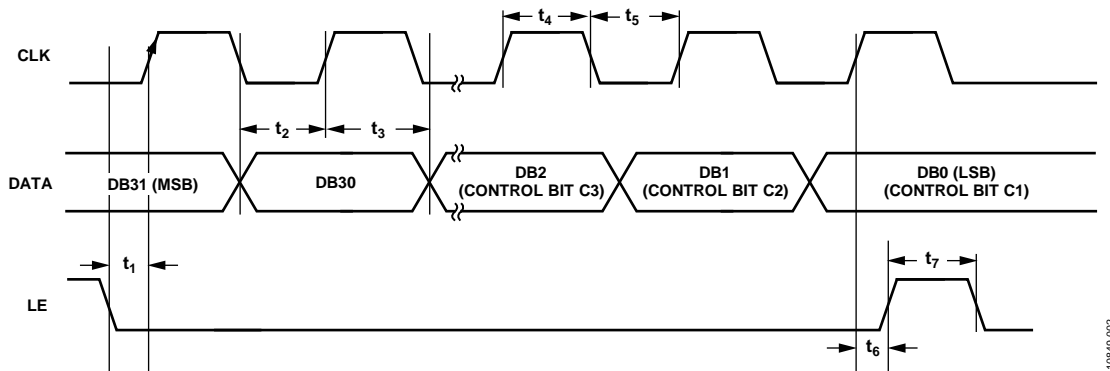 t4
t5
CLK
t2
t3
DATA
DB31 (MSB)
DB30
DB2
(CONTROL BIT C3)
DB1
(CONTROL BIT C2)
DB0 (LSB)
(CONTROL BIT C1)
t1
t7
LE
t6